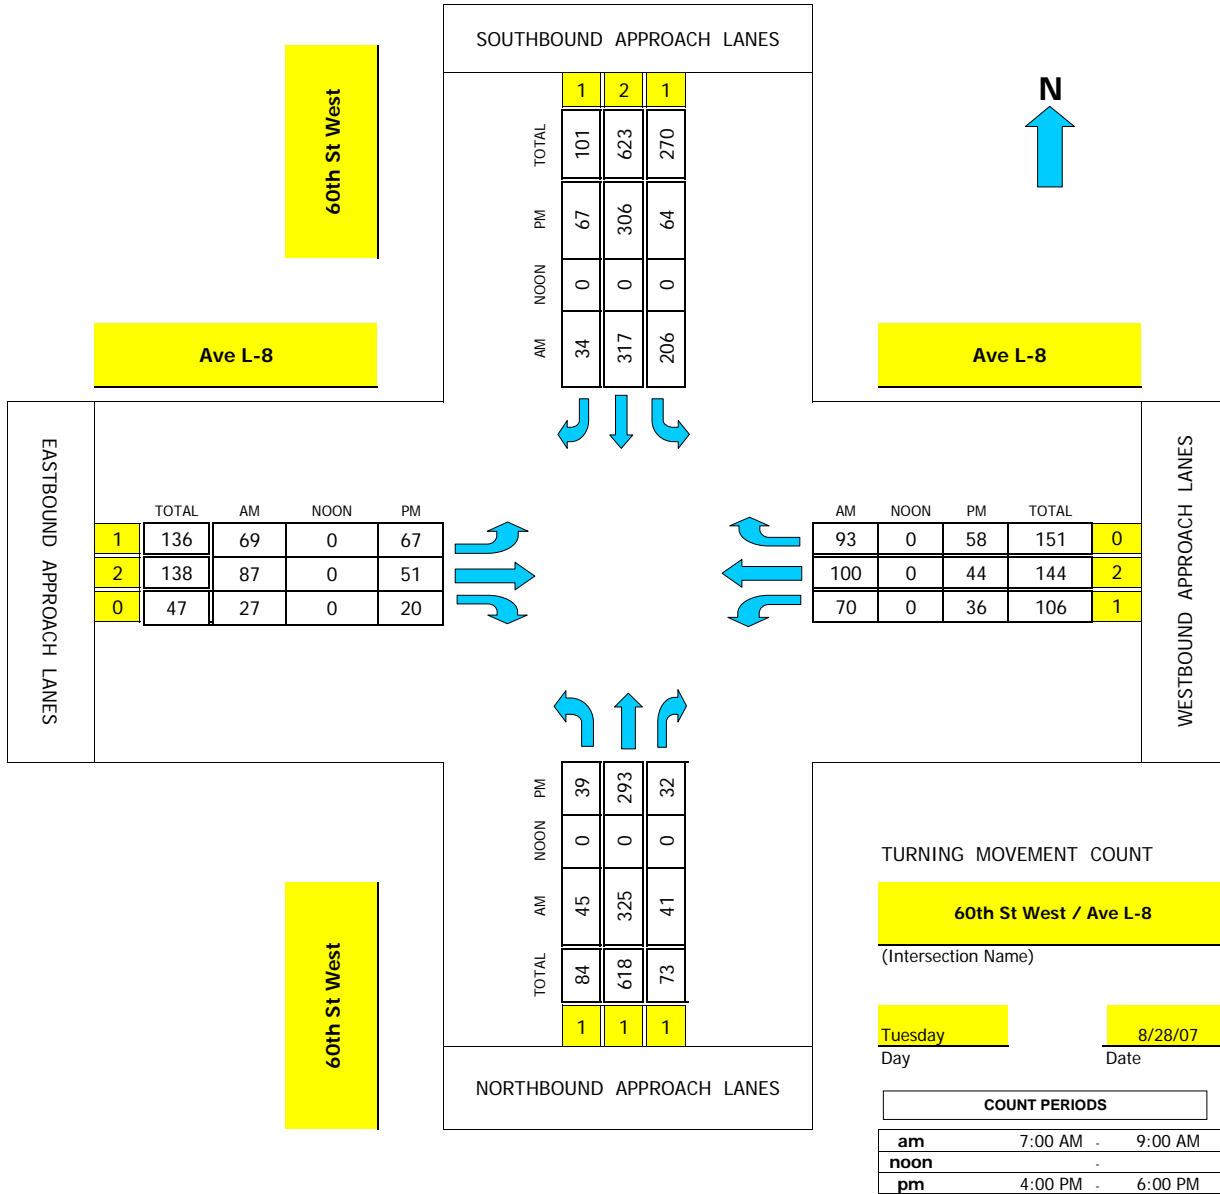 SOUTHBOUND APPROACH LANES
1 2 1
TOTAL 101 623 270
PM 67 306 64
NOON 0 0 0
AM 34 317 206
60th St West
N
Ave L-8
Ave L-8
EASTBOUND APPROACH LANES
TOTAL AM NOON PM
1 136 69 0 67
2 138 87 0 51
0 47 27 0 20
AM NOON PM TOTAL
93 0 58 151 0
100 0 44 144 2
70 0 36 106 1
WESTBOUND APPROACH LANES
PM 39 293 32
NOON 0 0 0
AM 45 325 41
TOTAL 84 618 73
1 1 1
NORTHBOUND APPROACH LANES
60th St West
TURNING MOVEMENT COUNT
60th St West / Ave L-8
(Intersection Name)
Tuesday 8/28/07
Day Date
COUNT PERIODS
am 7:00 AM - 9:00 AM
noon -
pm 4:00 PM - 6:00 PM